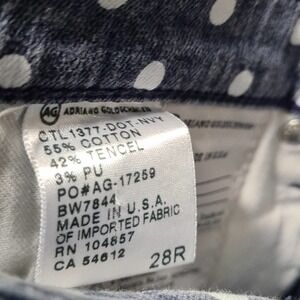 AG ADRIANO GOLDSCHMIED
CTL1377-DOT-NVY
55% COTTON
42% TENCEL
3% PU
PO#AG-17259
BW7844
MADE IN U.S.A.
OF IMPORTED FABRIC
RN 104857
CA 54612
28R